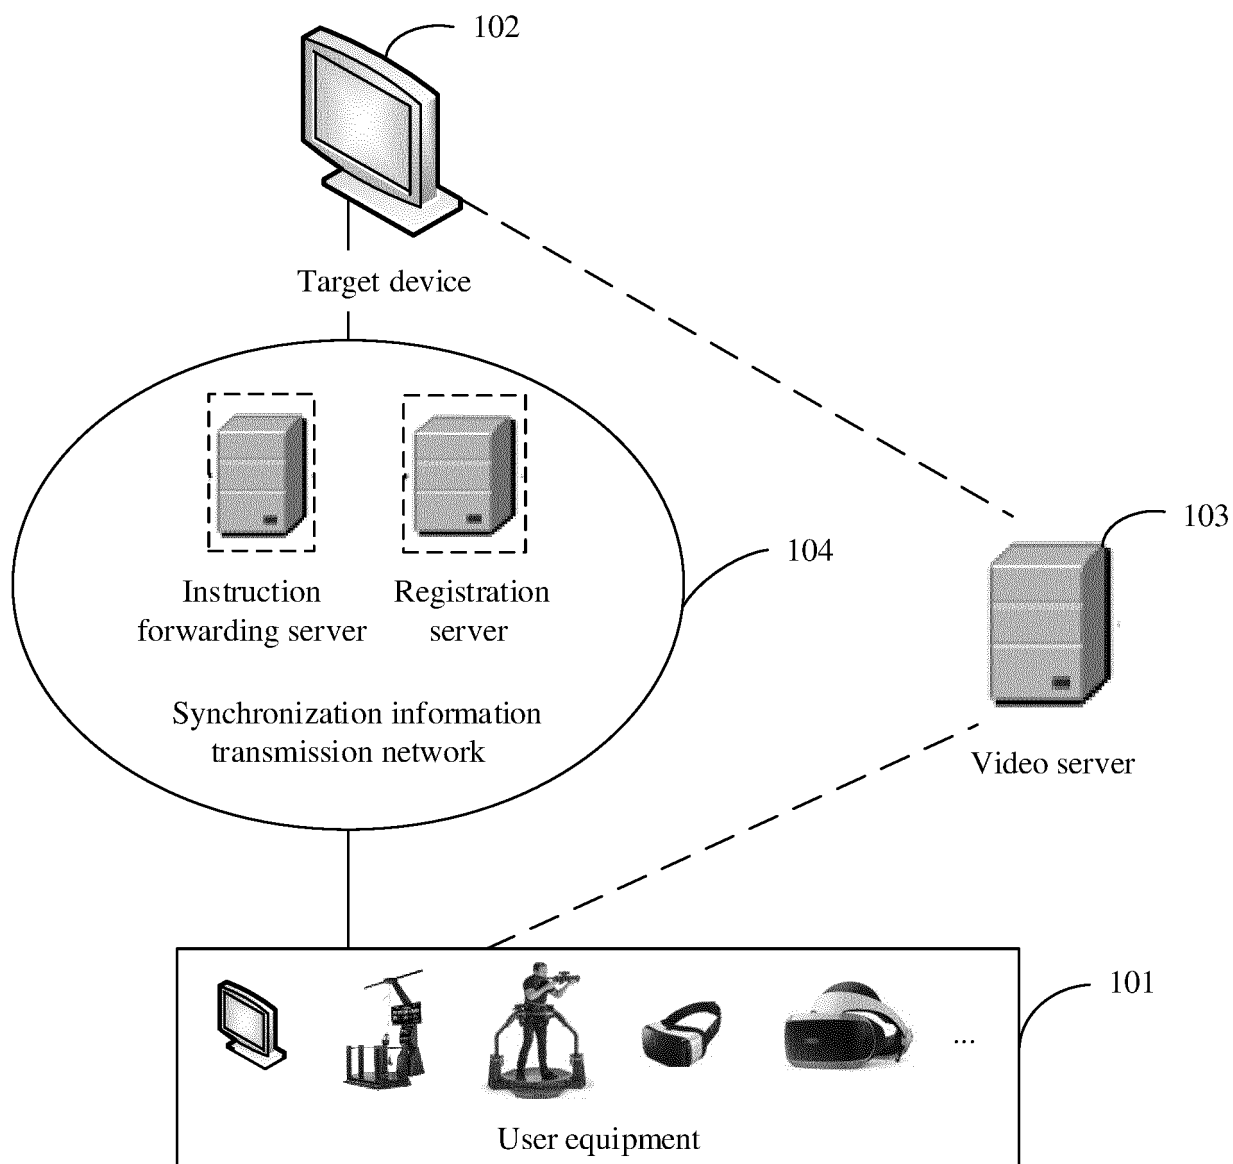 102
Target device
103
104
Instruction
forwarding server
Registration
server
Synchronization information
transmission network
Video server
101
...
User equipment